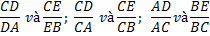 CD/DA và CE/EB; CD/CA và CE/CB; AD/AC và BE/BC